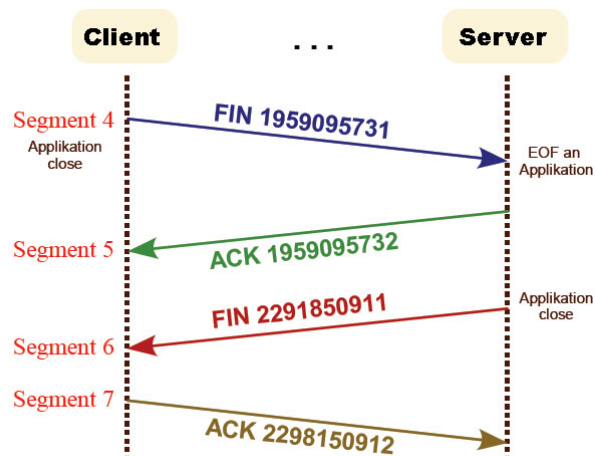 Client
. . .
Server
Segment 4
FIN 1959095731
Applikation
close
EOF an
Applikation
Segment 5
ACK 1959095732
FIN 2291850911
Applikation
close
Segment 6
Segment 7
ACK 2298150912